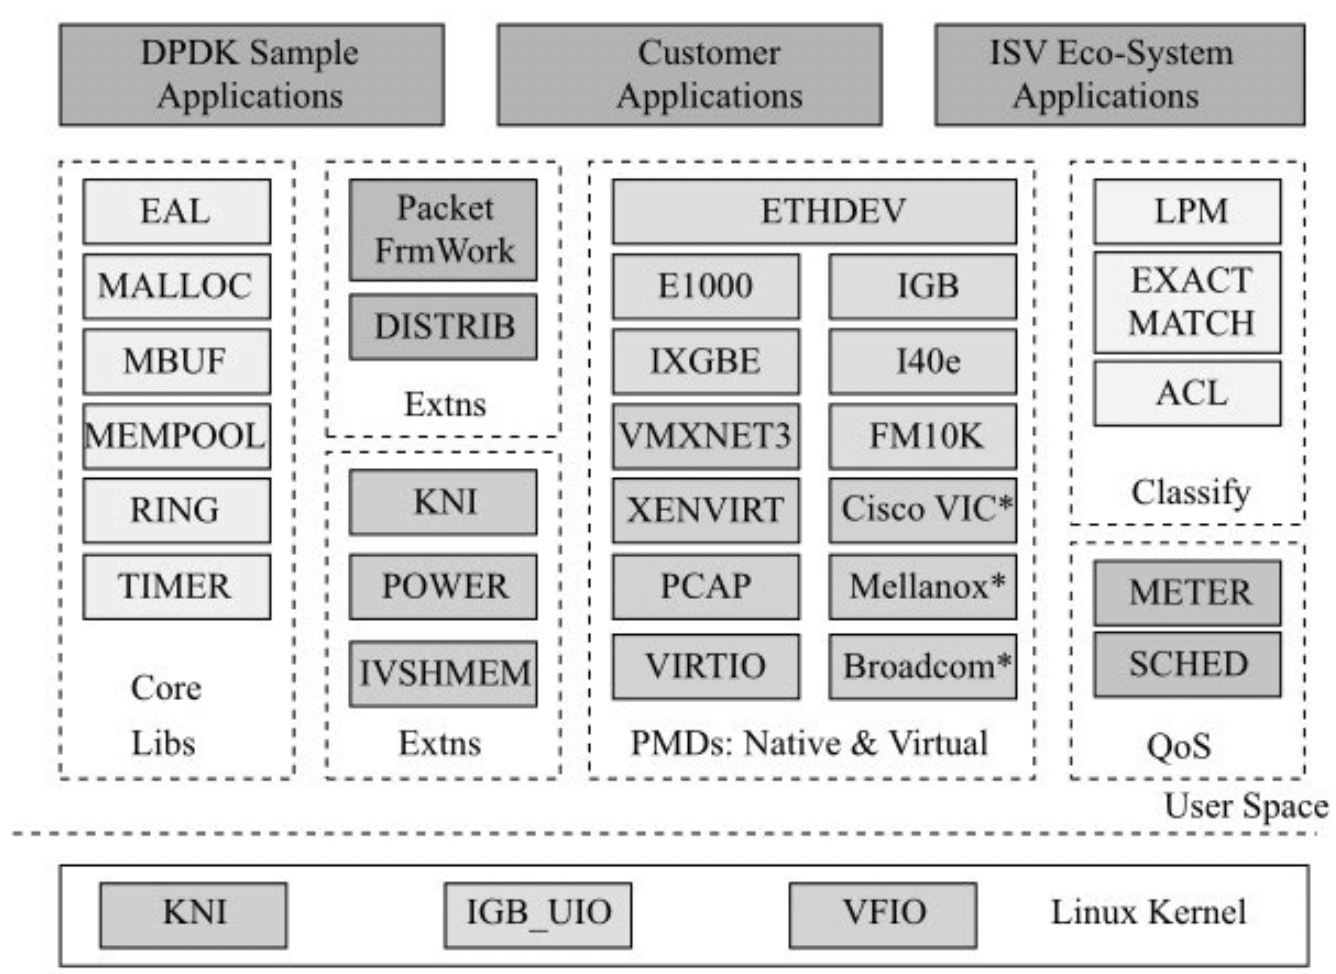 DPDK Sample
Applications
Customer
Applications
ISV Eco-System
Applications
EAL
MALLOC
MBUF
MEMPOOL
RING
TIMER
Core
Libs
Packet
FrmWork
DISTRIB
Extns
KNI
POWER
IVSHMEM
Extns
ETHDEV
E1000
IGB
IXGBE
I40e
VMXNET3
FM10K
XENVIRT
Cisco VIC*
PCAP
Mellanox*
VIRTIO
Broadcom*
PMDs: Native & Virtual
LPM
EXACT
MATCH
ACL
Classify
METER
SCHED
QoS
User Space
KNI
IGB_UIO
VFIO
Linux Kernel